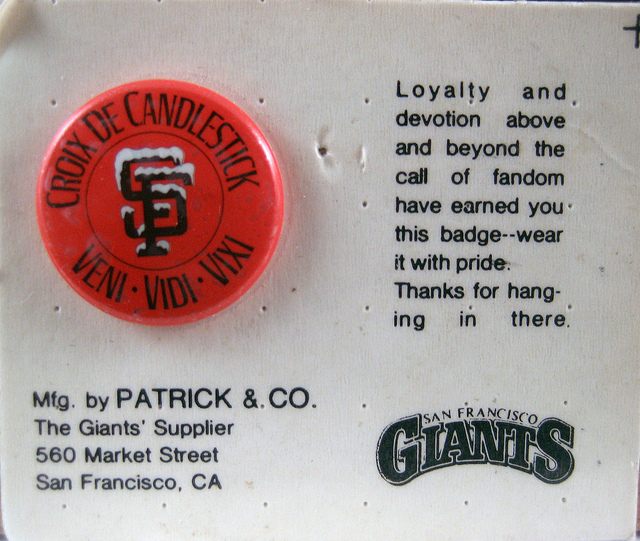 CROIX DE CANDLESTICK
SF
VENI · VIDI · VIXI
Loyalty and
devotion above
and beyond the
call of fandom
have earned you
this badge--wear
it with pride.
Thanks for hang-
ing in there.
Mfg. by PATRICK & CO.
The Giants' Supplier
560 Market Street
San Francisco, CA
SAN FRANCISCO
GIANTS